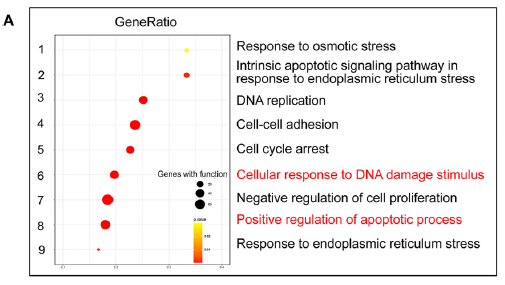 A
GeneRatio
1 Response to osmotic stress
2 Intrinsic apoptotic signaling pathway in
response to endoplasmic reticulum stress
3 DNA replication
4 Cell-cell adhesion
5 Cell cycle arrest
6 Cellular response to DNA damage stimulus
7 Negative regulation of cell proliferation
8 Positive regulation of apoptotic process
9 Response to endoplasmic reticulum stress
Genes with function
p.value